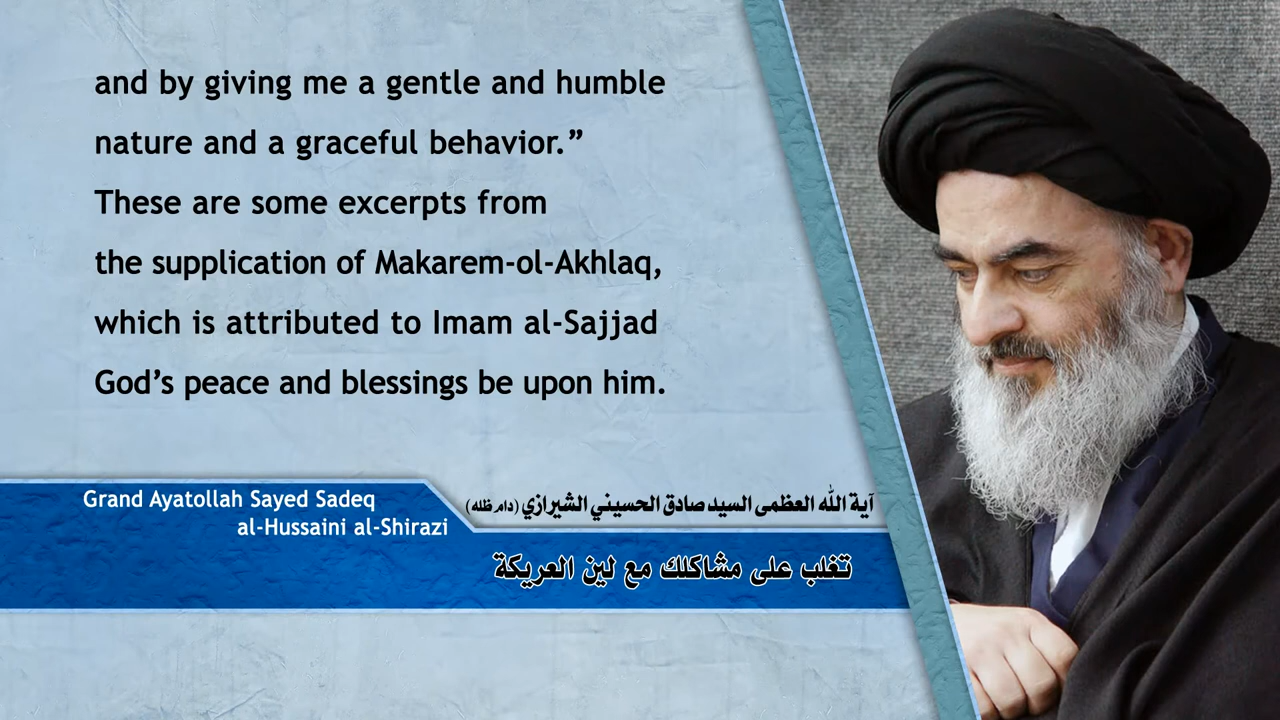 and by giving me a gentle and humble
nature and a graceful behavior.”
These are some excerpts from
the supplication of Makarem-ol-Akhlaq,
which is attributed to Imam al-Sajjad
God’s peace and blessings be upon him.
Grand Ayatollah Sayed Sadeq
al-Hussaini al-Shirazi
آية الله العظمى السيد صادق الحسيني الشيرازي (دام ظله)
تغلب على مشاكلك مع لين العريكة